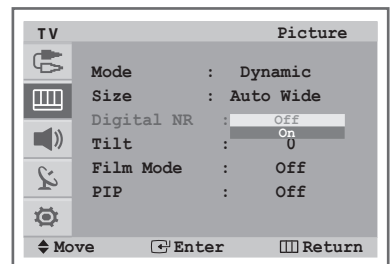 TV Picture
Mode : Dynamic
Size : Auto Wide
Digital NR : Off
On
Tilt : 0
Film Mode : Off
PIP : Off
Move Enter Return